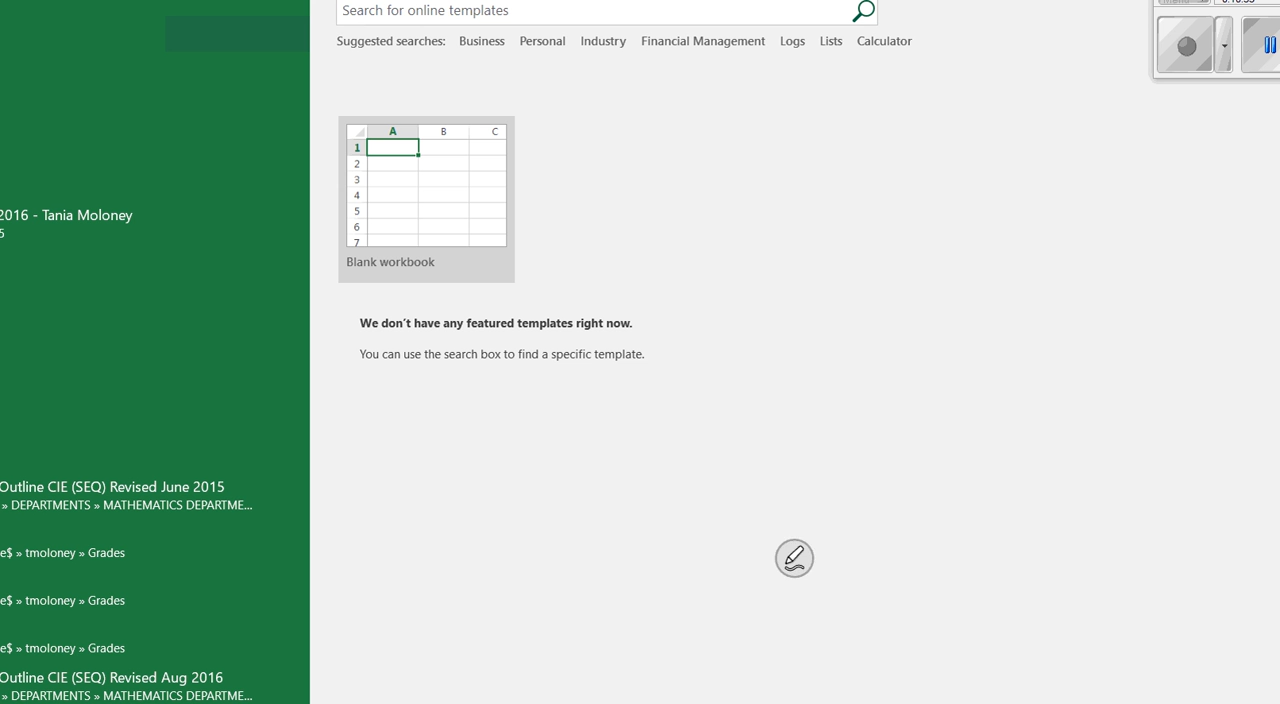 Search for online templates
Suggested searches: Business Personal Industry Financial Management Logs Lists Calculator
A B C
1
2
3
4
5
6
7
Blank workbook
We don't have any featured templates right now.
You can use the search box to find a specific template.
2016 - Tania Moloney
5
Outline CIE (SEQ) Revised June 2015
» DEPARTMENTS » MATHEMATICS DEPARTME...
e$ » tmoloney » Grades
e$ » tmoloney » Grades
e$ » tmoloney » Grades
Outline CIE (SEQ) Revised Aug 2016
» DEPARTMENTS » MATHEMATICS DEPARTME...